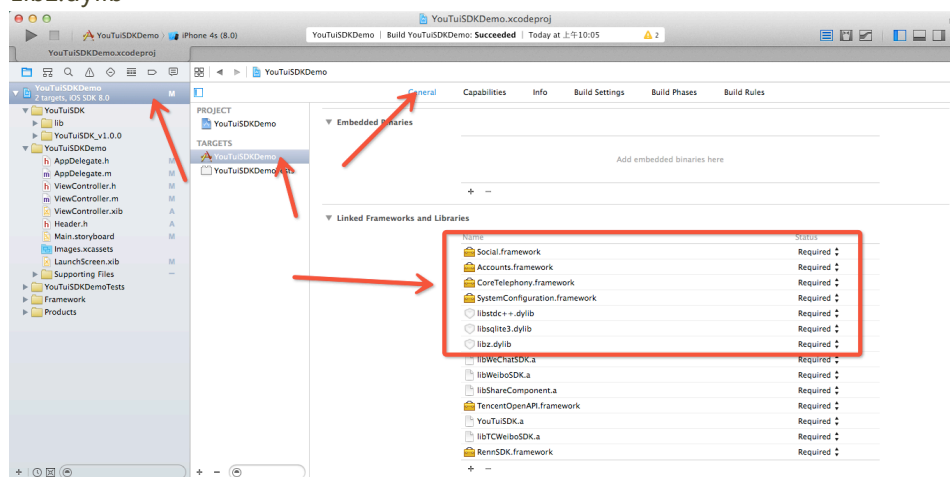 YouTuiSDKDemo.xcodeproj
YouTuiSDKDemo
iPhone 4s (8.0)
YouTuiSDKDemo | Build YouTuiSDKDemo: Succeeded | Today at 上午10:05
2
YouTuiSDKDemo.xcodeproj
YouTuiSDKDemo
YouTuiSDKDemo
2 targets, iOS SDK 8.0
M
YouTuiSDK
lib
YouTuiSDK_v1.0.0
YouTuiSDKDemo
AppDelegate.h
M
AppDelegate.m
M
ViewController.h
M
ViewController.m
M
ViewController.xib
A
Header.h
A
Main.storyboard
M
Images.xcassets
LaunchScreen.xib
M
Supporting Files
YouTuiSDKDemoTests
Framework
Products
PROJECT
YouTuiSDKDemo
TARGETS
YouTuiSDKDemo
YouTuiSDKDemoTests
General Capabilities Info Build Settings Build Phases Build Rules
Embedded Binaries
Add embedded binaries here
+ −
Linked Frameworks and Libraries
Name Status
Social.framework Required
Accounts.framework Required
CoreTelephony.framework Required
SystemConfiguration.framework Required
libstdc++.dylib Required
libsqlite3.dylib Required
libz.dylib Required
libWeChatSDK.a Required
libWeiboSDK.a Required
libShareComponent.a Required
TencentOpenAPI.framework Required
YouTuiSDK.a Required
libTCWeiboSDK.a Required
RennSDK.framework Required
+ −